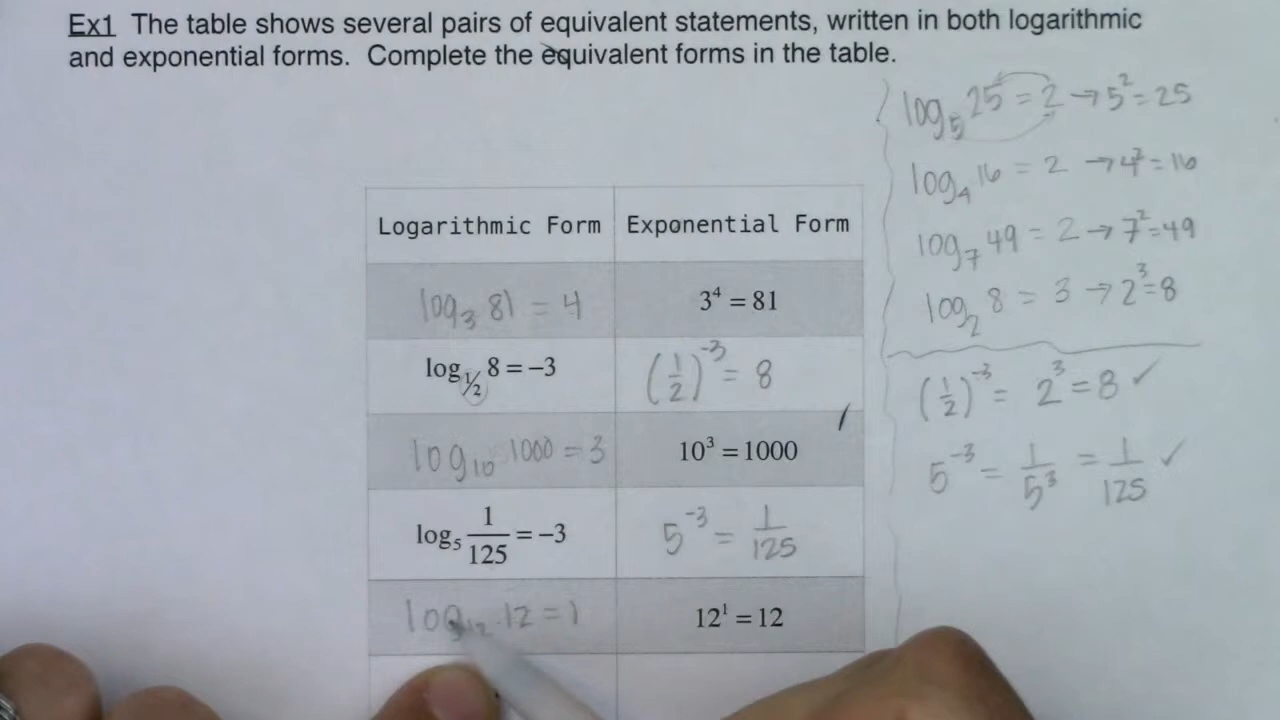 Ex1 The table shows several pairs of equivalent statements, written in both logarithmic
and exponential forms. Complete the equivalent forms in the table.
Logarithmic Form Exponential Form
log₃ 81 = 4 3⁴ = 81
log_½ 8 = −3 (1/2)⁻³ = 8
log₁₀ 1000 = 3 10³ = 1000
log₅ 1/125 = −3 5⁻³ = 1/125
log₁₂ 12 = 1 12¹ = 12
log₅ 25 = 2 → 5² = 25
log₄ 16 = 2 → 4² = 16
log₇ 49 = 2 → 7² = 49
log₂ 8 = 3 → 2³ = 8
(1/2)⁻³ = 2³ = 8 ✓
5⁻³ = 1/5³ = 1/125 ✓